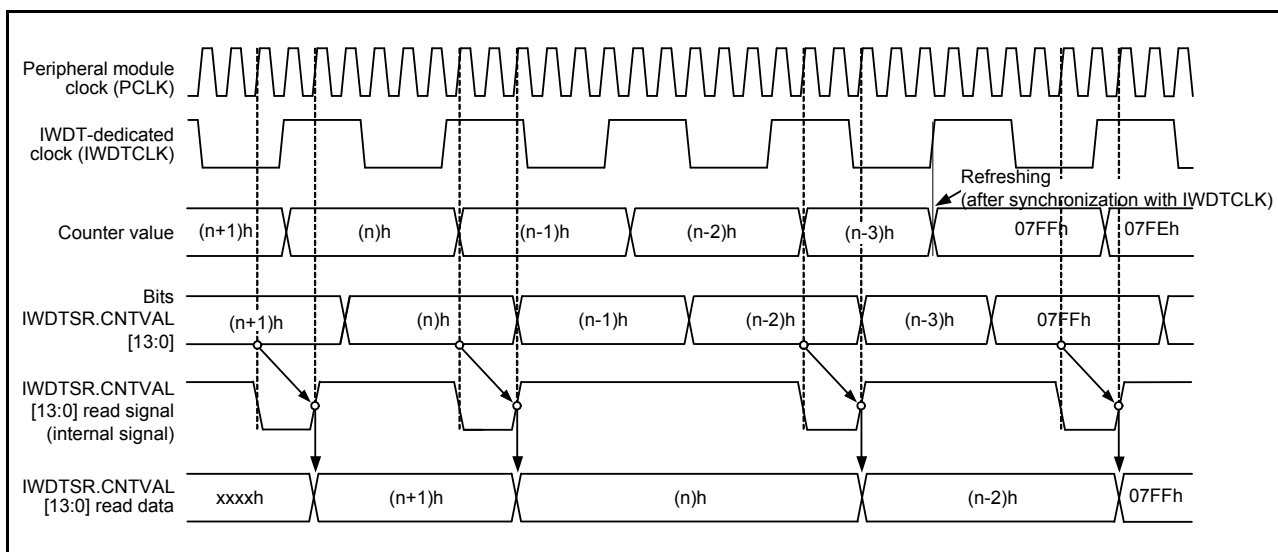 Peripheral module
clock (PCLK)
IWDT-dedicated
clock (IWDTCLK)
Refreshing
(after synchronization with IWDTCLK)
Counter value
(n+1)h
(n)h
(n-1)h
(n-2)h
(n-3)h
07FFh
07FEh
Bits
IWDTSR.CNTVAL
[13:0]
(n+1)h
(n)h
(n-1)h
(n-2)h
(n-3)h
07FFh
IWDTSR.CNTVAL
[13:0] read signal
(internal signal)
IWDTSR.CNTVAL
[13:0] read data
xxxxh
(n+1)h
(n)h
(n-2)h
07FFh